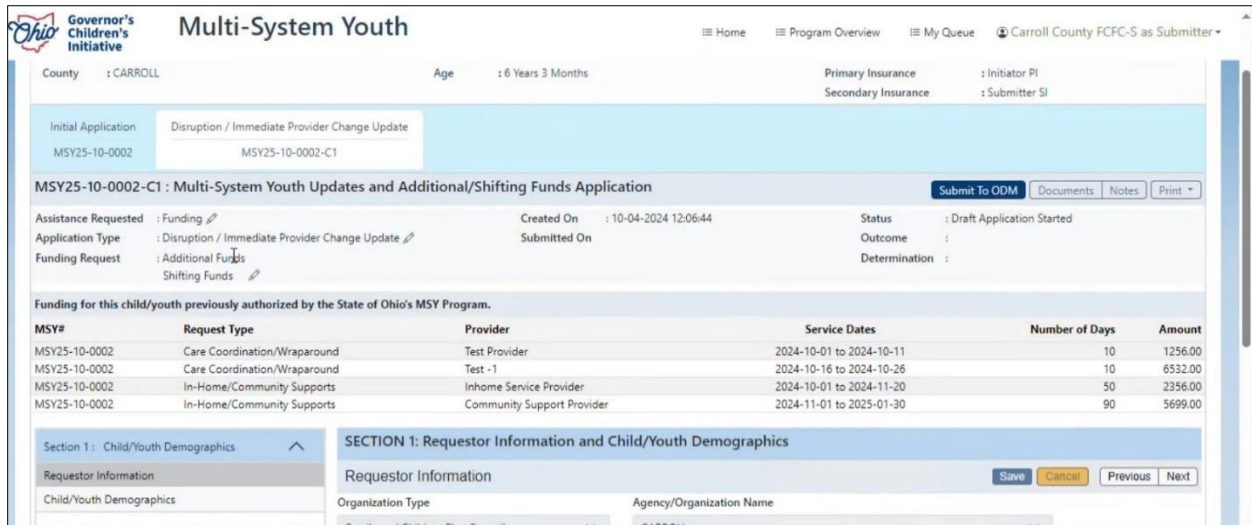 Ohio Governor's Children's Initiative
Multi-System Youth
Home Program Overview My Queue Carroll County FCFC-S as Submitter
County : CARROLL Age : 6 Years 3 Months Primary Insurance : Initiator PI
Secondary Insurance : Submitter SI
Initial Application Disruption / Immediate Provider Change Update
MSY25-10-0002 MSY25-10-0002-C1
MSY25-10-0002-C1 : Multi-System Youth Updates and Additional/Shifting Funds Application Submit To ODM Documents Notes Print
Assistance Requested : Funding Created On : 10-04-2024 12:06:44 Status : Draft Application Started
Application Type : Disruption / Immediate Provider Change Update Submitted On Outcome :
Funding Request : Additional Funds Determination :
Shifting Funds
Funding for this child/youth previously authorized by the State of Ohio's MSY Program.
MSY# Request Type Provider Service Dates Number of Days Amount
MSY25-10-0002 Care Coordination/Wraparound Test Provider 2024-10-01 to 2024-10-11 10 1256.00
MSY25-10-0002 Care Coordination/Wraparound Test -1 2024-10-16 to 2024-10-26 10 6532.00
MSY25-10-0002 In-Home/Community Supports Inhome Service Provider 2024-10-01 to 2024-11-20 50 2356.00
MSY25-10-0002 In-Home/Community Supports Community Support Provider 2024-11-01 to 2025-01-30 90 5699.00
Section 1 : Child/Youth Demographics SECTION 1: Requestor Information and Child/Youth Demographics
Requestor Information Requestor Information Save Cancel Previous Next
Child/Youth Demographics Organization Type Agency/Organization Name